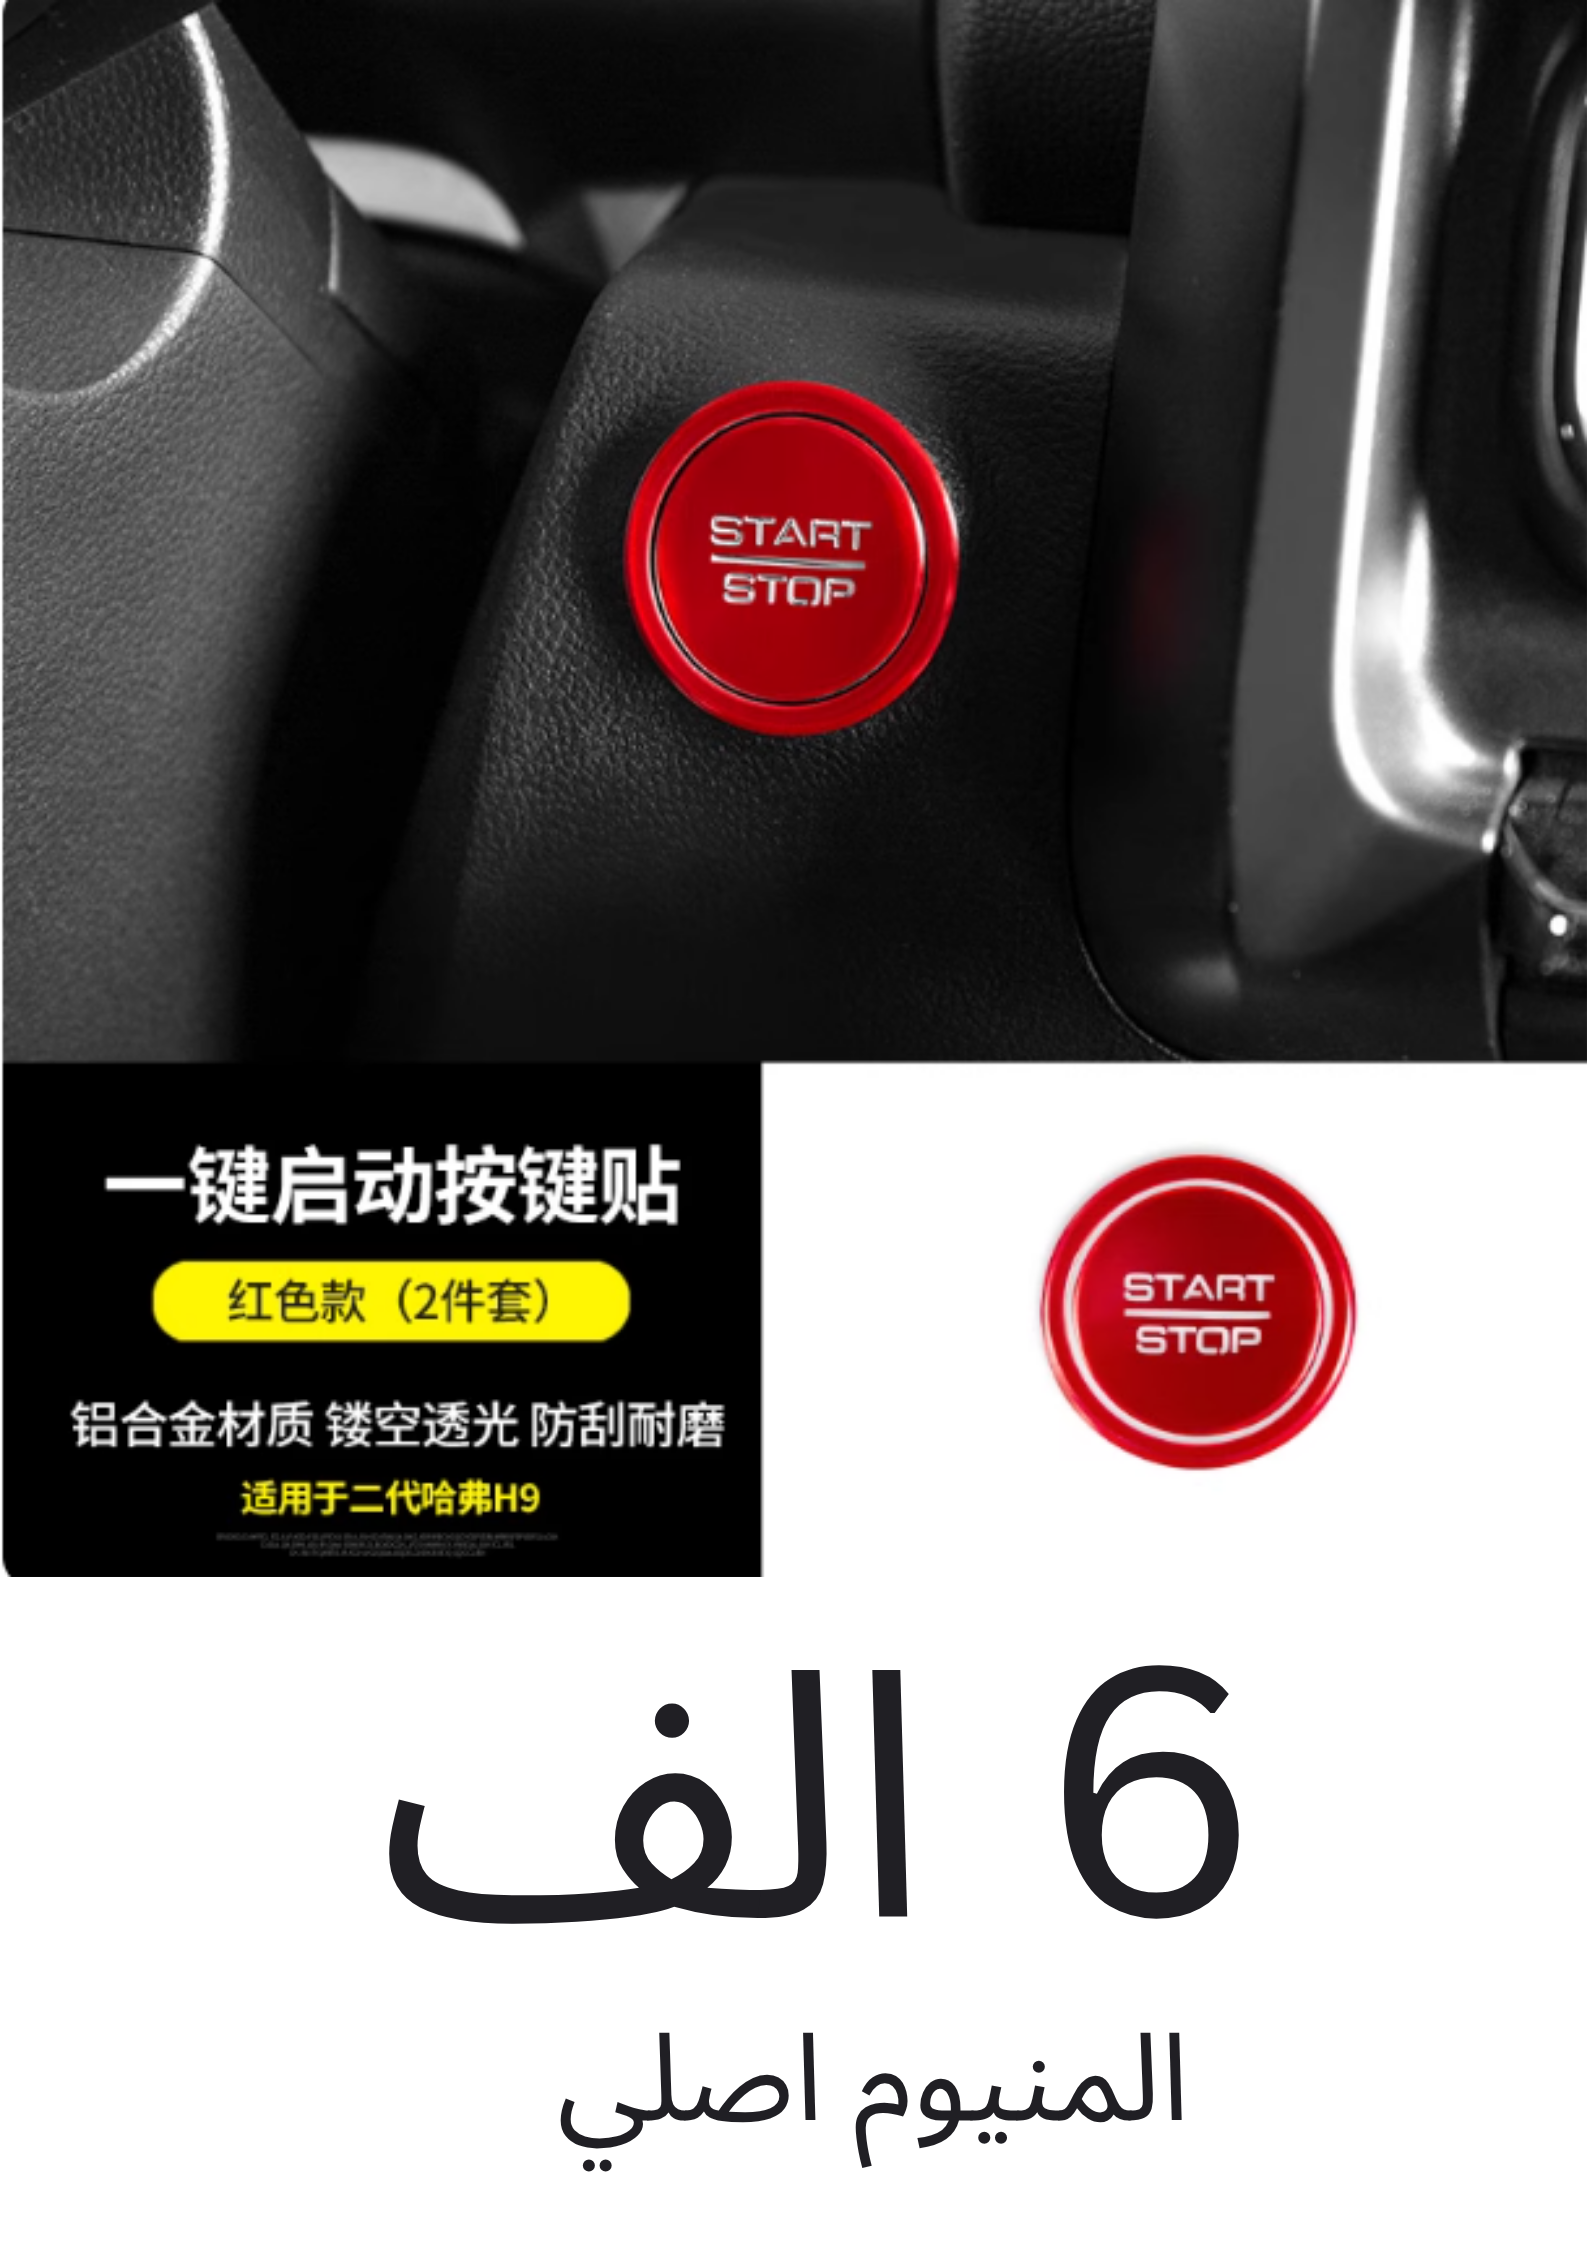 START
STOP
一键启动按键贴
红色款（2件套）
铝合金材质 镂空透光 防刮耐磨
适用于二代哈弗H9
START
STOP
6 الف
المنيوم اصلي